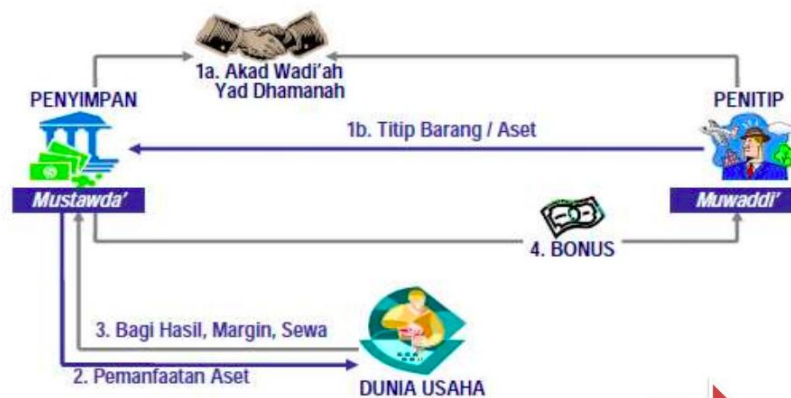 1a. Akad Wadi'ah
Yad Dhamanah
PENYIMPAN
PENITIP
1b. Titip Barang / Aset
Mustawda'
Muwaddi'
4. BONUS
3. Bagi Hasil, Margin, Sewa
2. Pemanfaatan Aset
DUNIA USAHA